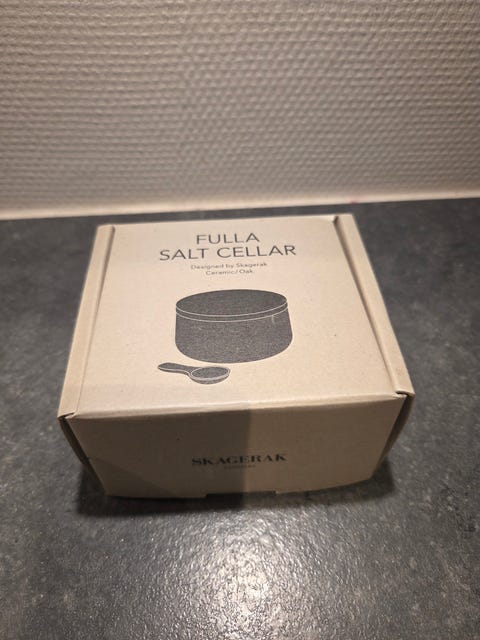 FULLA
SALT CELLAR
Designed by Skagerak
Ceramic/Oak
SKAGERAK